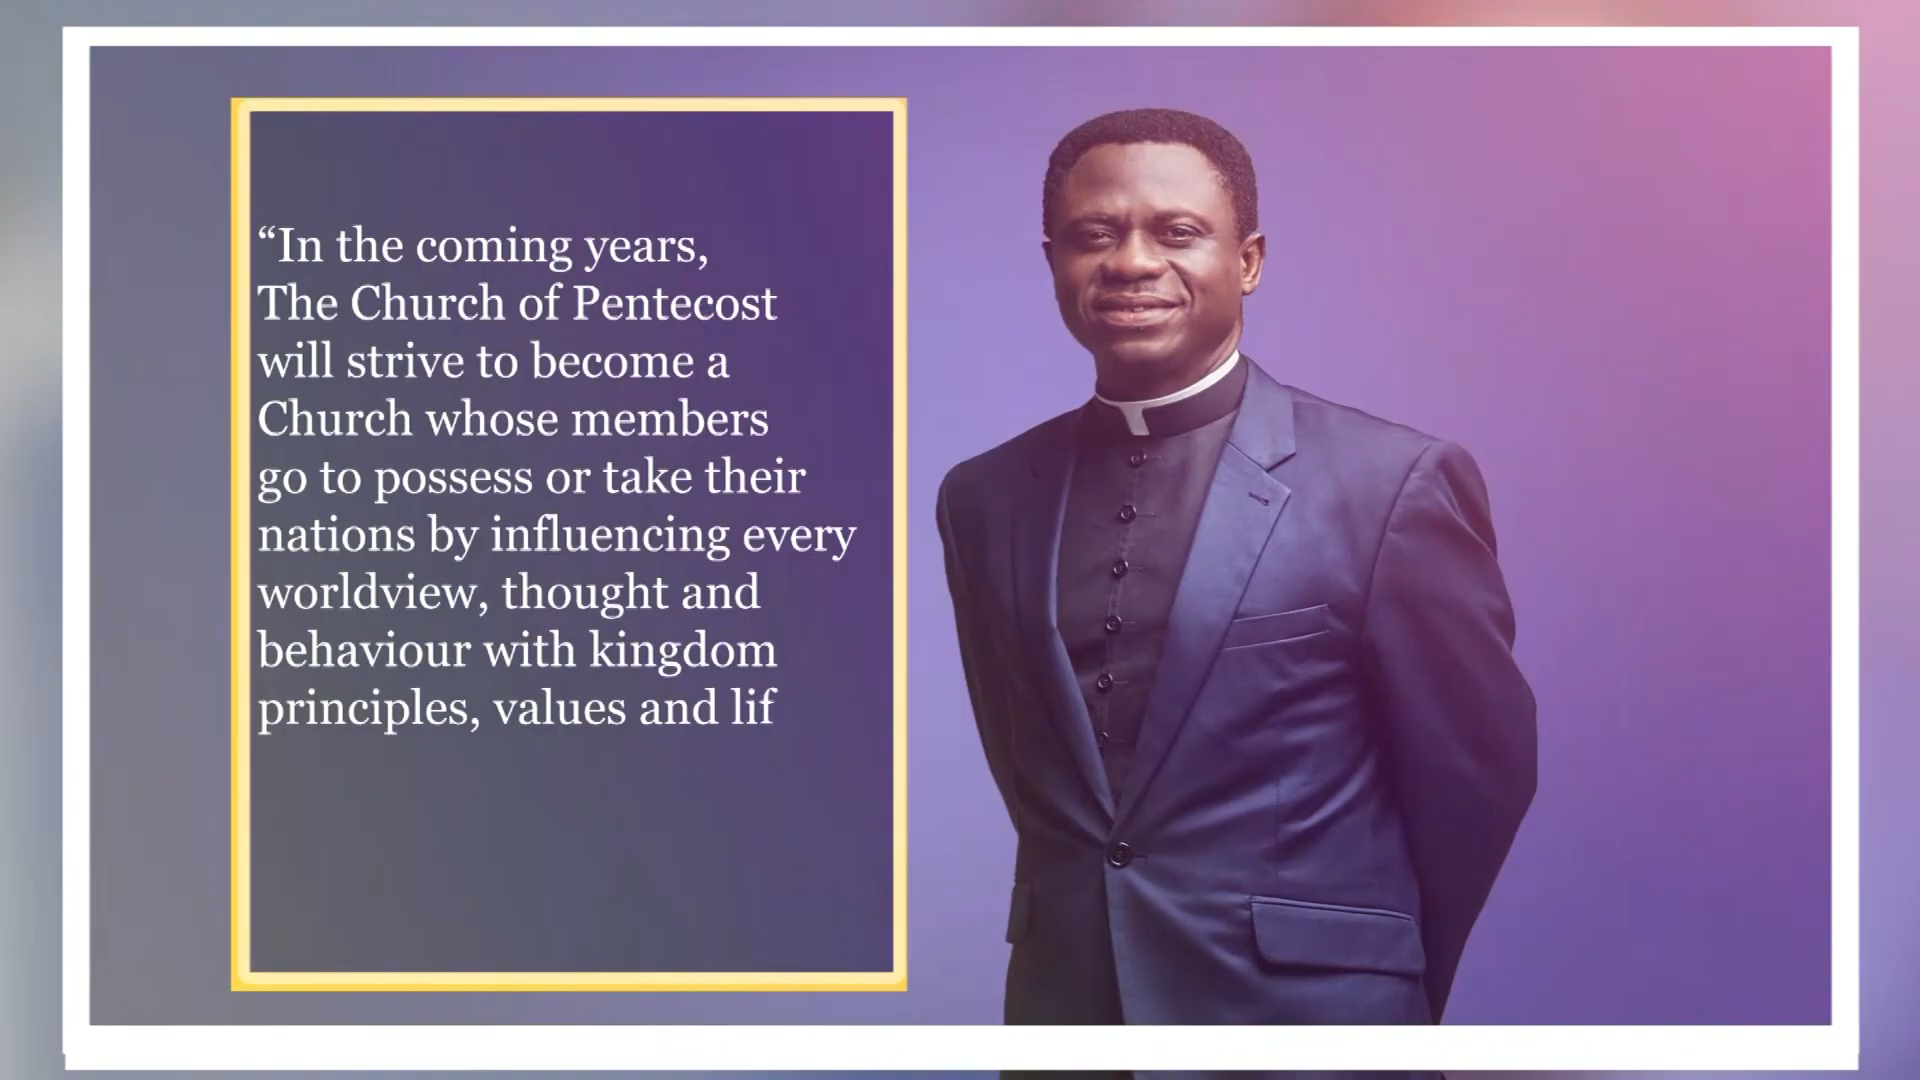 “In the coming years,
The Church of Pentecost
will strive to become a
Church whose members
go to possess or take their
nations by influencing every
worldview, thought and
behaviour with kingdom
principles, values and lif